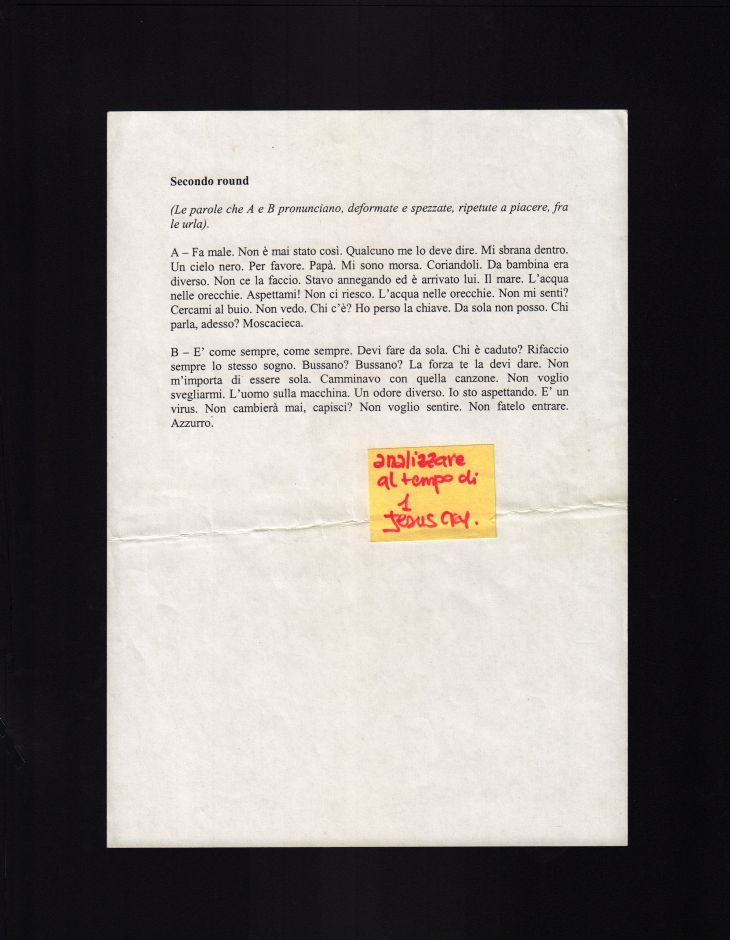 Secondo round
(Le parole che A e B pronunciano, deformate e spezzate, ripetute a piacere, fra
le urla).
A – Fa male. Non è mai stato così. Qualcuno me lo deve dire. Mi sbrana dentro.
Un cielo nero. Per favore. Papà. Mi sono morsa. Coriandoli. Da bambina era
diverso. Non ce la faccio. Stavo annegando ed è arrivato lui. Il mare. L’acqua
nelle orecchie. Aspettami! Non ci riesco. L’acqua nelle orecchie. Non mi senti?
Cercami al buio. Non vedo. Chi c’è? Ho perso la chiave. Da sola non posso. Chi
parla, adesso? Moscacieca.
B – E’ come sempre, come sempre. Devi fare da sola. Chi è caduto? Rifaccio
sempre lo stesso sogno. Bussano? Bussano? La forza te la devi dare. Non
m’importa di essere sola. Camminavo con quella canzone. Non voglio
svegliarmi. L’uomo sulla macchina. Un odore diverso. Io sto aspettando. E’ un
virus. Non cambierà mai, capisci? Non voglio sentire. Non fatelo entrare.
Azzurro.
analizzare
al tempo di
1
Jesus